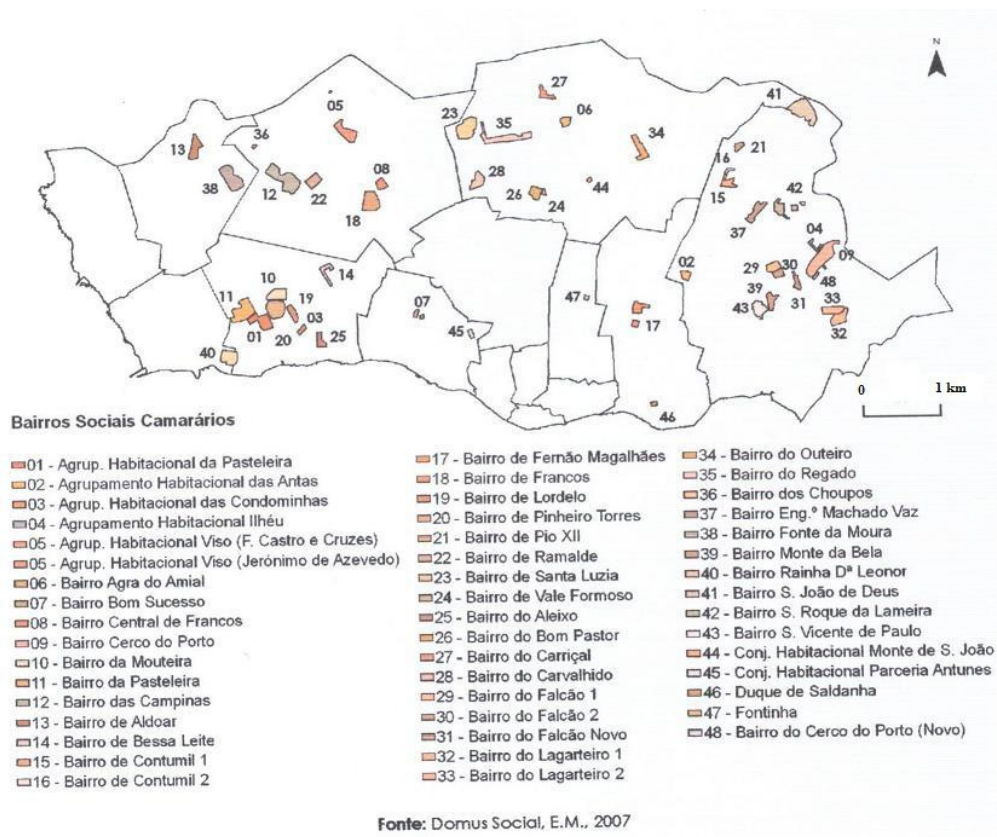 N
27
05
23
35
06
41
36
13
34
21
16
38
12
22
08
28
26
44
24
15
42
18
37
04
09
14
02
29
30
48
10
11
19
07
47
39
31
33
43
01
20
03
25
45
17
32
40
46
0 1 km
Bairros Sociais Camarários
01 - Agrup. Habitacional da Pasteleira
02 - Agrupamento Habitacional das Antas
03 - Agrup. Habitacional das Condominhas
04 - Agrupamento Habitacional Ilhéu
05 - Agrup. Habitacional Viso (F. Castro e Cruzes)
05 - Agrup. Habitacional Viso (Jerónimo de Azevedo)
06 - Bairro Agra do Amial
07 - Bairro Bom Sucesso
08 - Bairro Central de Francos
09 - Bairro Cerco do Porto
10 - Bairro da Mouteira
11 - Bairro da Pasteleira
12 - Bairro das Campinas
13 - Bairro de Aldoar
14 - Bairro de Bessa Leite
15 - Bairro de Contumil 1
16 - Bairro de Contumil 2
17 - Bairro de Fernão Magalhães
18 - Bairro de Francos
19 - Bairro de Lordelo
20 - Bairro de Pinheiro Torres
21 - Bairro de Pio XII
22 - Bairro de Ramalde
23 - Bairro de Santa Luzia
24 - Bairro de Vale Formoso
25 - Bairro do Aleixo
26 - Bairro do Bom Pastor
27 - Bairro do Carriçal
28 - Bairro do Carvalhido
29 - Bairro do Falcão 1
30 - Bairro do Falcão 2
31 - Bairro do Falcão Novo
32 - Bairro do Lagarteiro 1
33 - Bairro do Lagarteiro 2
34 - Bairro do Outeiro
35 - Bairro do Regado
36 - Bairro dos Choupos
37 - Bairro Eng.º Machado Vaz
38 - Bairro Fonte da Moura
39 - Bairro Monte da Bela
40 - Bairro Rainha Dª Leonor
41 - Bairro S. João de Deus
42 - Bairro S. Roque da Lameira
43 - Bairro S. Vicente de Paulo
44 - Conj. Habitacional Monte de S. João
45 - Conj. Habitacional Parceria Antunes
46 - Duque de Saldanha
47 - Fontinha
48 - Bairro do Cerco do Porto (Novo)
Fonte: Domus Social, E.M., 2007